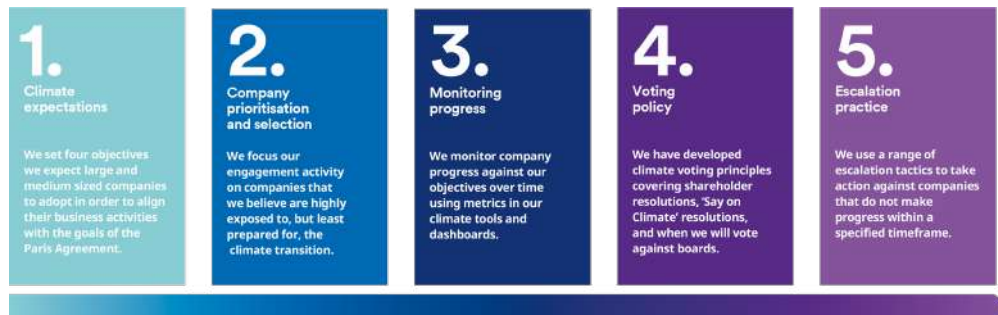 1.
Climate
expectations
We set four objectives
we expect large and
medium sized companies
to adopt in order to align
their business activities
with the goals of the
Paris Agreement.
2.
Company
prioritisation
and selection
We focus our
engagement activity
on companies that
we believe are highly
exposed to, but least
prepared for, the
climate transition.
3.
Monitoring
progress
We monitor company
progress against our
objectives over time
using metrics in our
climate tools and
dashboards.
4.
Voting
policy
We have developed
climate voting principles
covering shareholder
resolutions, ‘Say on
Climate’ resolutions,
and when we will vote
against boards.
5.
Escalation
practice
We use a range of
escalation tactics to take
action against companies
that do not make
progress within a
specified timeframe.